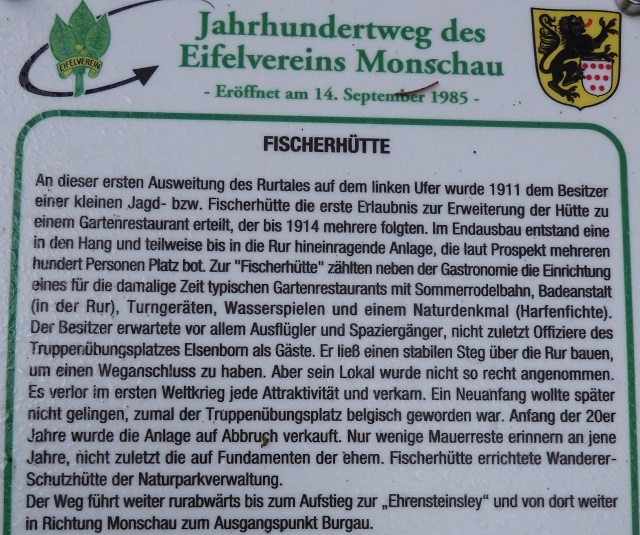 Jahrhundertweg des
Eifelvereins Monschau
- Eröffnet am 14. September 1985 -
EIFELVEREIN
FISCHERHÜTTE
An dieser ersten Ausweitung des Rurtales auf dem linken Ufer wurde 1911 dem Besitzer
einer kleinen Jagd- bzw. Fischerhütte die erste Erlaubnis zur Erweiterung der Hütte zu
einem Gartenrestaurant erteilt, der bis 1914 mehrere folgten. Im Endausbau entstand eine
in den Hang und teilweise bis in die Rur hineinragende Anlage, die laut Prospekt mehreren
hundert Personen Platz bot. Zur "Fischerhütte" zählten neben der Gastronomie die Einrichtung
eines für die damalige Zeit typischen Gartenrestaurants mit Sommerrodelbahn, Badeanstalt
(in der Rur), Turngeräten, Wasserspielen und einem Naturdenkmal (Harfenfichte).
Der Besitzer erwartete vor allem Ausflügler und Spaziergänger, nicht zuletzt Offiziere des
Truppenübungsplatzes Elsenborn als Gäste. Er ließ einen stabilen Steg über die Rur bauen,
um einen Weganschluss zu haben. Aber sein Lokal wurde nicht so recht angenommen.
Es verlor im ersten Weltkrieg jede Attraktivität und verkam. Ein Neuanfang wollte später
nicht gelingen, zumal der Truppenübungsplatz belgisch geworden war. Anfang der 20er
Jahre wurde die Anlage auf Abbruch verkauft. Nur wenige Mauerreste erinnern an jene
Jahre, nicht zuletzt die auf Fundamenten der ehem. Fischerhütte errichtete Wanderer-
Schutzhütte der Naturparkverwaltung.
Der Weg führt weiter rurabwärts bis zum Aufstieg zur „Ehrensteinsley“ und von dort weiter
in Richtung Monschau zum Ausgangspunkt Burgau.